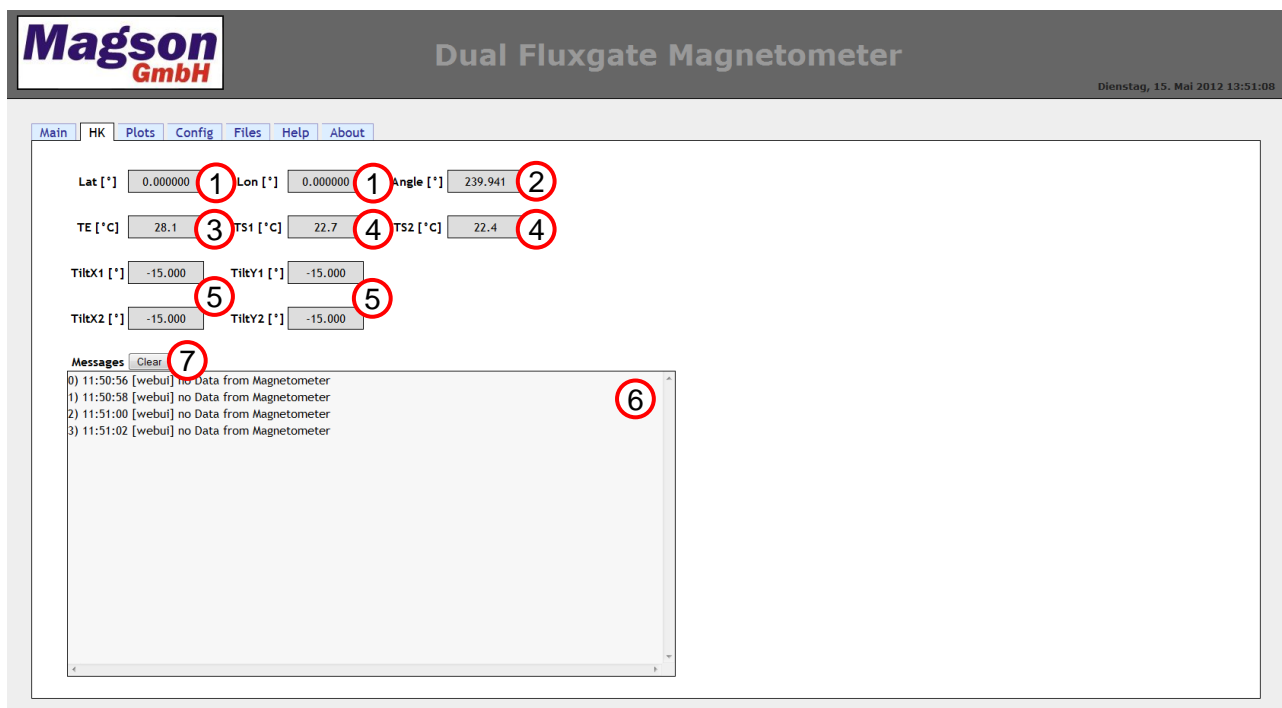 Magson
GmbH
Dual Fluxgate Magnetometer
Dienstag, 15. Mai 2012 13:51:08
Main HK Plots Config Files Help About
Lat [°] 0.000000 1 Lon [°] 0.000000 1 Angle [°] 239.941 2
TE [°C] 28.1 3 TS1 [°C] 22.7 4 TS2 [°C] 22.4 4
TiltX1 [°] -15.000 TiltY1 [°] -15.000
5 5
TiltX2 [°] -15.000 TiltY2 [°] -15.000
Messages Clear 7
0) 11:50:56 [webui] no Data from Magnetometer
1) 11:50:58 [webui] no Data from Magnetometer
6
2) 11:51:00 [webui] no Data from Magnetometer
3) 11:51:02 [webui] no Data from Magnetometer